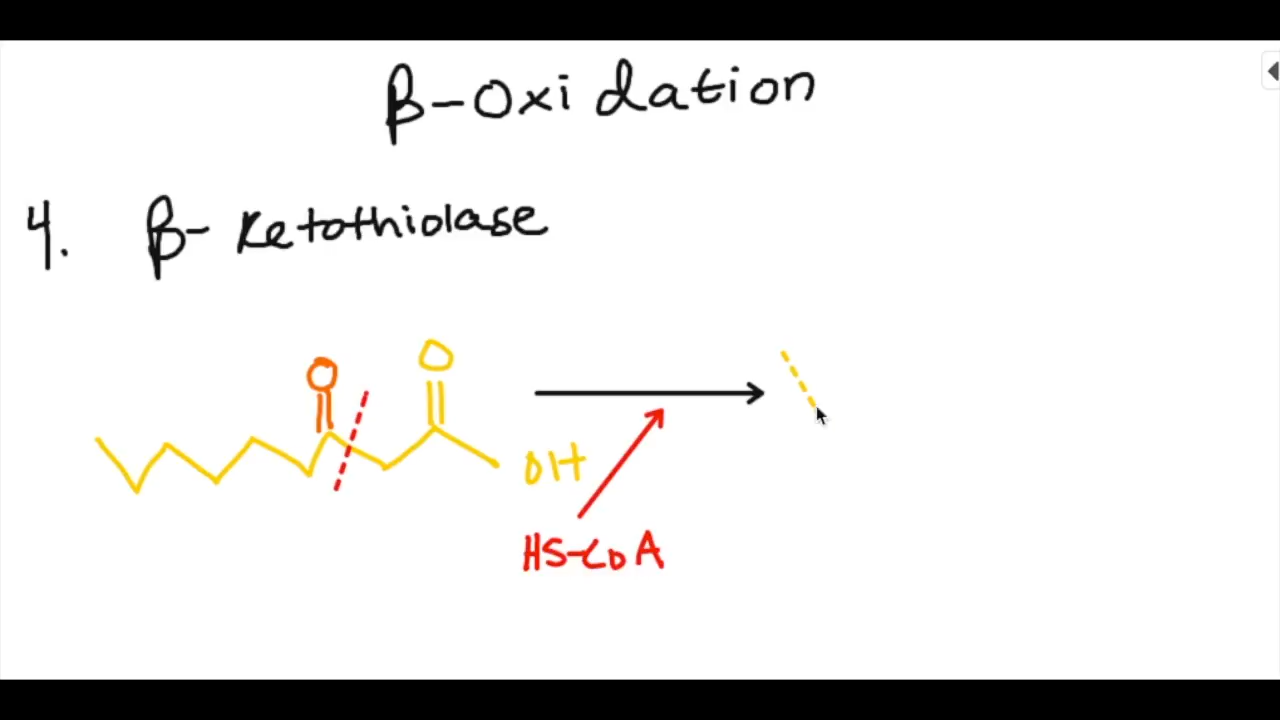 β-Oxidation
4. β-Ketothiolase
O
O
OH
HS-CoA